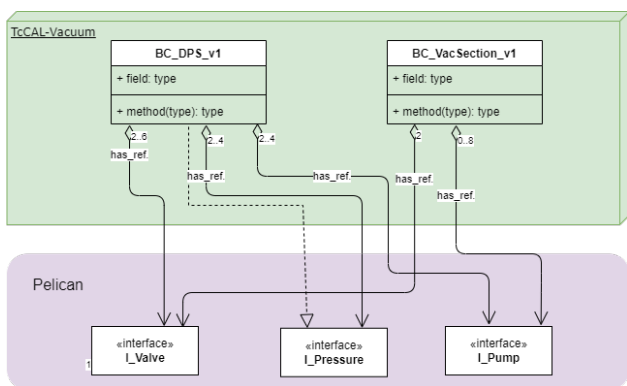 TcCAL-Vacuum
BC_DPS_v1
+ field: type
+ method(type): type
BC_VacSection_v1
+ field: type
+ method(type): type
2..6
2..4
2..4
2
0..8
has_ref.
has_ref.
has_ref.
has_ref.
has_ref.
Pelican
«interface»
I_Valve
1
«interface»
I_Pressure
«interface»
I_Pump